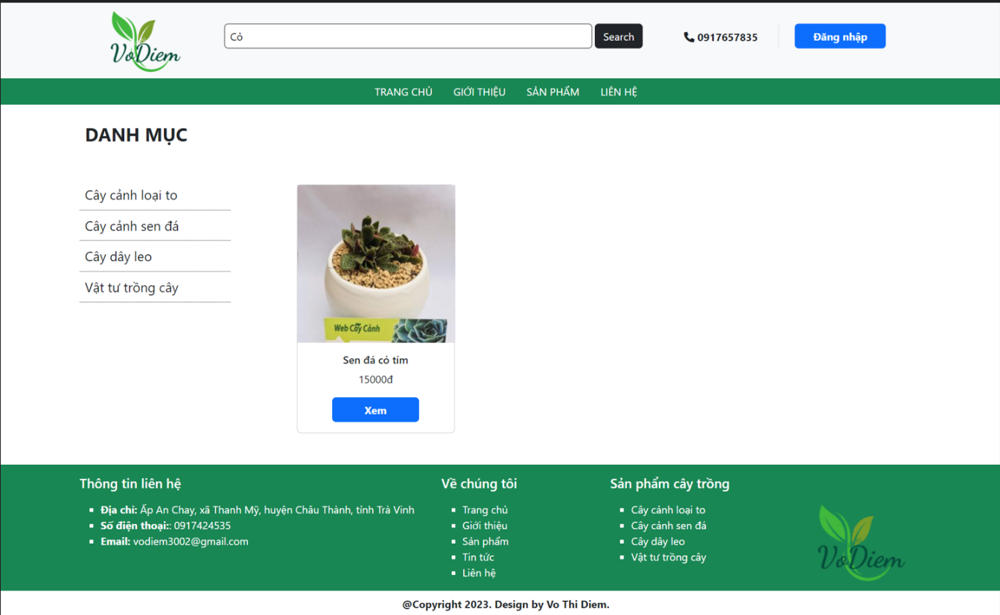 VoDiem
Cỏ
Search
0917657835
Đăng nhập
TRANG CHỦ GIỚI THIỆU SẢN PHẨM LIÊN HỆ
DANH MỤC
Cây cảnh loại to
Cây cảnh sen đá
Cây dây leo
Vật tư trồng cây
Web Cây Cảnh
Sen đá cỏ tím
15000đ
Xem
Thông tin liên hệ
Địa chỉ: Ấp An Chay, xã Thanh Mỹ, huyện Châu Thành, tỉnh Trà Vinh
Số điện thoại:: 0917424535
Email: vodiem3002@gmail.com
Về chúng tôi
Trang chủ
Giới thiệu
Sản phẩm
Tin tức
Liên hệ
Sản phẩm cây trồng
Cây cảnh loại to
Cây cảnh sen đá
Cây dây leo
Vật tư trồng cây
VoDiem
@Copyright 2023. Design by Vo Thi Diem.